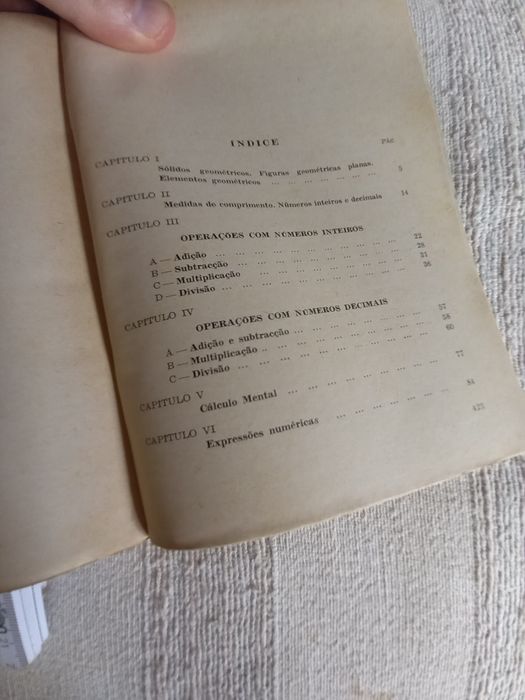 INDICE
Pág.
CAPITULO I
Sólidos geométricos. Figuras geométricas planas.
Elementos geométricos ... ... ... ... ... ... ... 5
CAPITULO II
Medidas de comprimento. Números inteiros e decimais 14
CAPITULO III
OPERAÇÕES COM NÚMEROS INTEIROS
A — Adição ... ... ... ... ... ... ... ... ... ... 22
B — Subtracção ... ... ... ... ... ... ... ... ... 28
C — Multiplicação ... ... ... ... ... ... ... ... 31
D — Divisão ... ... ... ... ... ... ... ... ... ... 36
CAPITULO IV
OPERAÇÕES COM NÚMEROS DECIMAIS
A — Adição e subtracção ... ... ... ... ... ... ... 57
B — Multiplicação ... ... ... ... ... ... ... ... 58
C — Divisão ... ... ... ... ... ... ... ... ... ... 60
CAPITULO V 77
Cálculo Mental ... ... ... ... ... ... ... ... 84
CAPITULO VI
Expressões numéricas ... ... ... ... ... ...